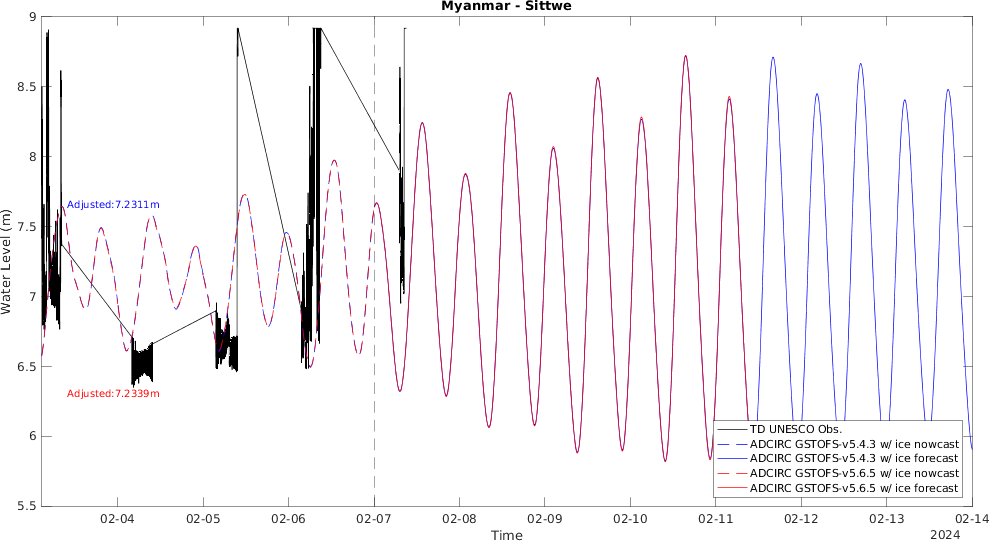 Myanmar - Sittwe
Water Level (m)
9
8.5
8
7.5
7
6.5
6
5.5
Adjusted:7.2311m
Adjusted:7.2339m
TD UNESCO Obs.
ADCIRC GSTOFS-v5.4.3 w/ ice nowcast
ADCIRC GSTOFS-v5.4.3 w/ ice forecast
ADCIRC GSTOFS-v5.6.5 w/ ice nowcast
ADCIRC GSTOFS-v5.6.5 w/ ice forecast
02-04 02-05 02-06 02-07 02-08 02-09 02-10 02-11 02-12 02-13 02-14
Time
2024